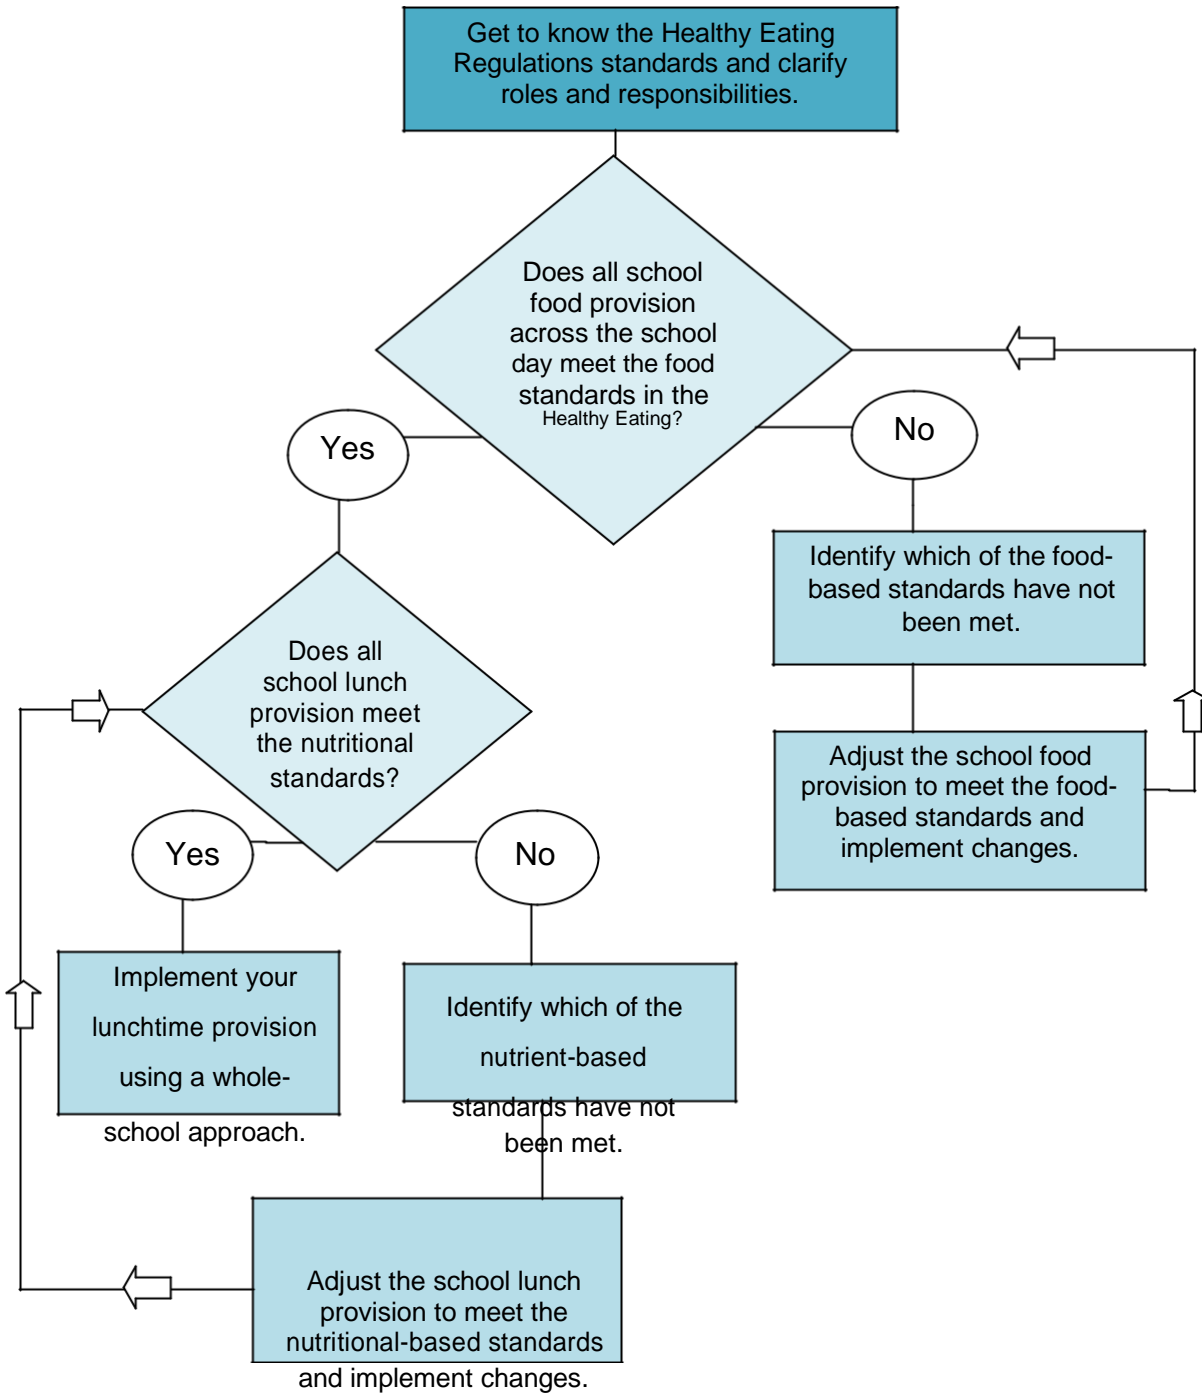 Get to know the Healthy Eating
Regulations standards and clarify
roles and responsibilities.
Does all school
food provision
across the school
day meet the food
standards in the
Healthy Eating?
Yes
No
Identify which of the food-
based standards have not
been met.
Adjust the school food
provision to meet the food-
based standards and
implement changes.
Does all
school lunch
provision meet
the nutritional
standards?
Yes
No
Implement your
lunchtime provision
using a whole-
school approach.
Identify which of the
nutrient-based
standards have not
been met.
Adjust the school lunch
provision to meet the
nutritional-based standards
and implement changes.